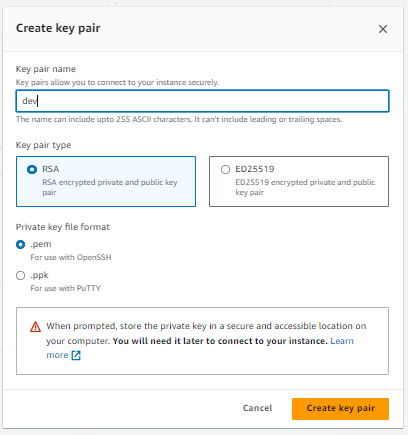 Create key pair
Key pair name
Key pairs allow you to connect to your instance securely.
dev
The name can include upto 255 ASCII characters. It can't include leading or trailing spaces.
Key pair type
RSA
RSA encrypted private and public key
pair
ED25519
ED25519 encrypted private and public
key pair
Private key file format
.pem
For use with OpenSSH
.ppk
For use with PuTTY
When prompted, store the private key in a secure and accessible location on
your computer. You will need it later to connect to your instance. Learn
more
Cancel
Create key pair